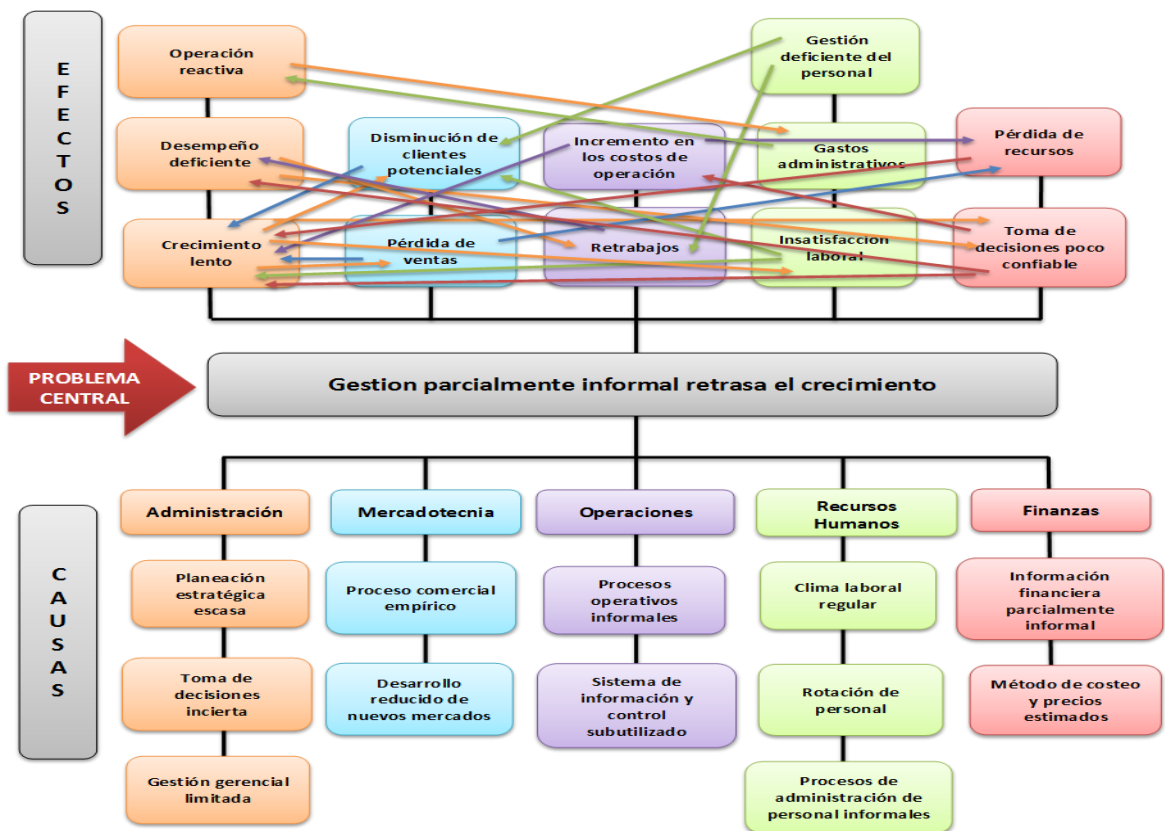 EFECTOS
Operación
reactiva
Gestión
deficiente del
personal
Desempeño
deficiente
Disminución de
clientes
potenciales
Incremento en
los costos de
operación
Gastos
administrativos
Pérdida de
recursos
Crecimiento
lento
Pérdida de
ventas
Retrabajos
Insatisfaccion
laboral
Toma de
decisiones poco
confiable
PROBLEMA
CENTRAL
Gestion parcialmente informal retrasa el crecimiento
CAUSAS
Administración
Mercadotecnia
Operaciones
Recursos
Humanos
Finanzas
Planeación
estratégica
escasa
Proceso comercial
empírico
Procesos
operativos
informales
Clima laboral
regular
Información
financiera
parcialmente
informal
Toma de
decisiones
incierta
Desarrollo
reducido de
nuevos mercados
Sistema de
información y
control
subutilizado
Rotación de
personal
Método de costeo
y precios
estimados
Gestión gerencial
limitada
Procesos de
administración de
personal informales